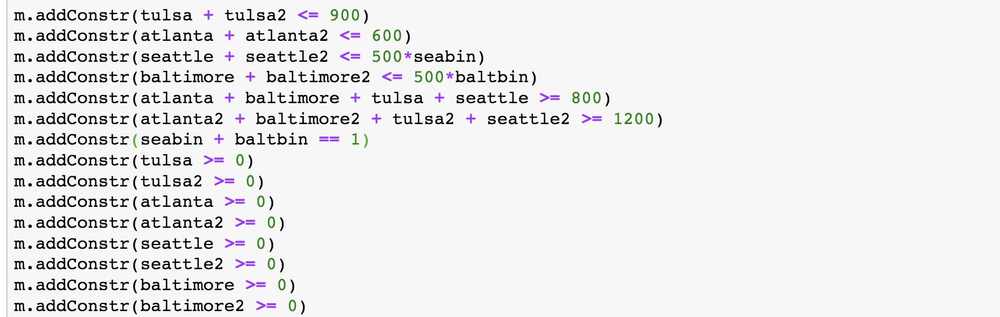 m.addConstr(tulsa + tulsa2 <= 900)
m.addConstr(atlanta + atlanta2 <= 600)
m.addConstr(seattle + seattle2 <= 500*seabin)
m.addConstr(baltimore + baltimore2 <= 500*baltbin)
m.addConstr(atlanta + baltimore + tulsa + seattle >= 800)
m.addConstr(atlanta2 + baltimore2 + tulsa2 + seattle2 >= 1200)
m.addConstr(seabin + baltbin == 1)
m.addConstr(tulsa >= 0)
m.addConstr(tulsa2 >= 0)
m.addConstr(atlanta >= 0)
m.addConstr(atlanta2 >= 0)
m.addConstr(seattle >= 0)
m.addConstr(seattle2 >= 0)
m.addConstr(baltimore >= 0)
m.addConstr(baltimore2 >= 0)